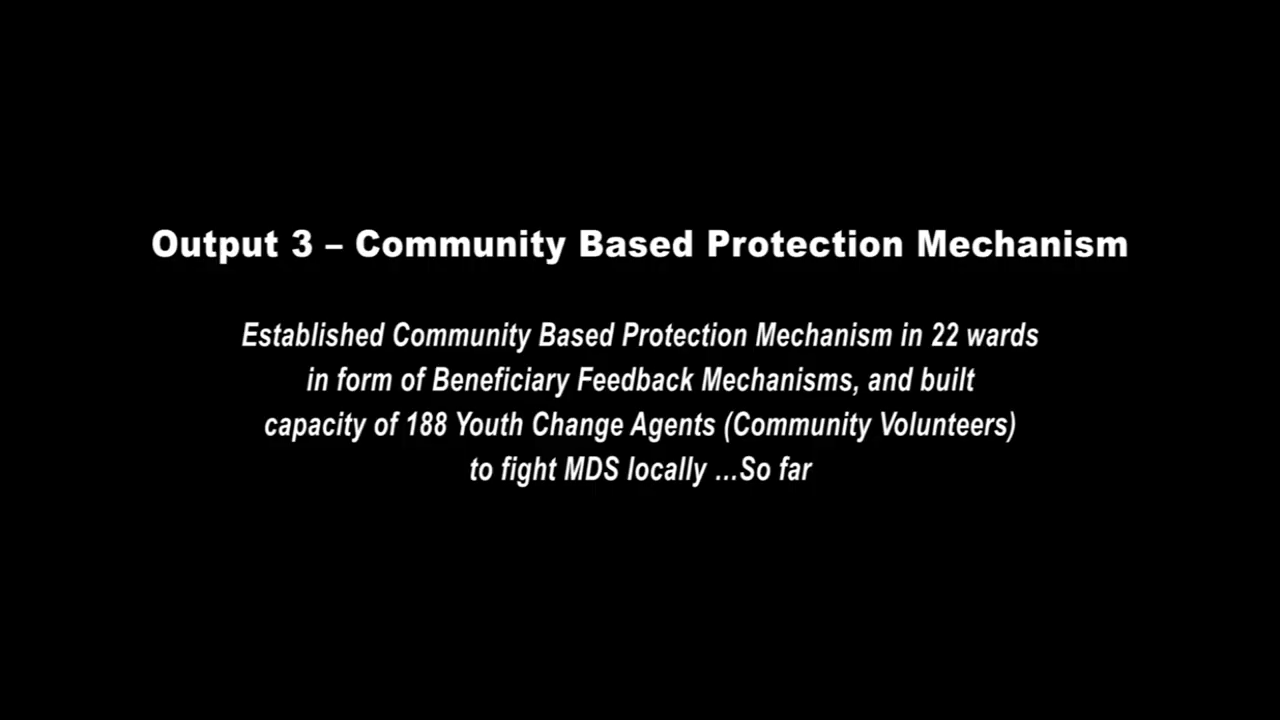 Output 3 – Community Based Protection Mechanism
Established Community Based Protection Mechanism in 22 wards
in form of Beneficiary Feedback Mechanisms, and built
capacity of 188 Youth Change Agents (Community Volunteers)
to fight MDS locally ...So far